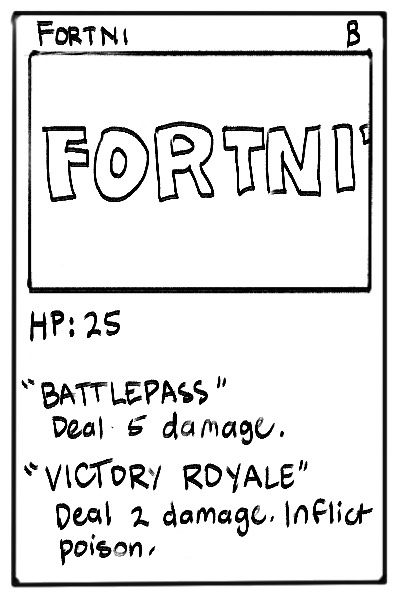 FORTNI B
FORTNI'
HP: 25
"BATTLEPASS"
Deal 5 damage.
"VICTORY ROYALE"
Deal 2 damage. Inflict
poison.